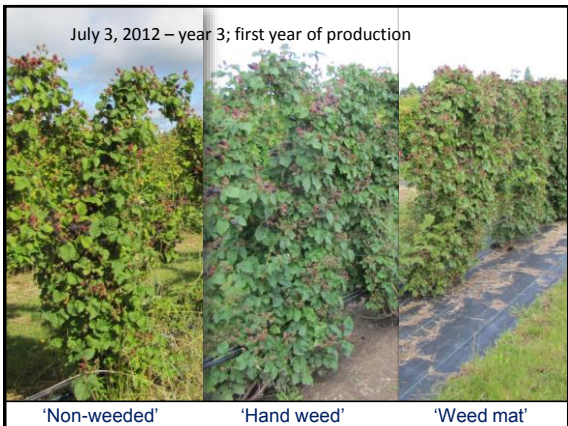 July 3, 2012 – year 3; first year of production
'Non-weeded' 'Hand weed' 'Weed mat'